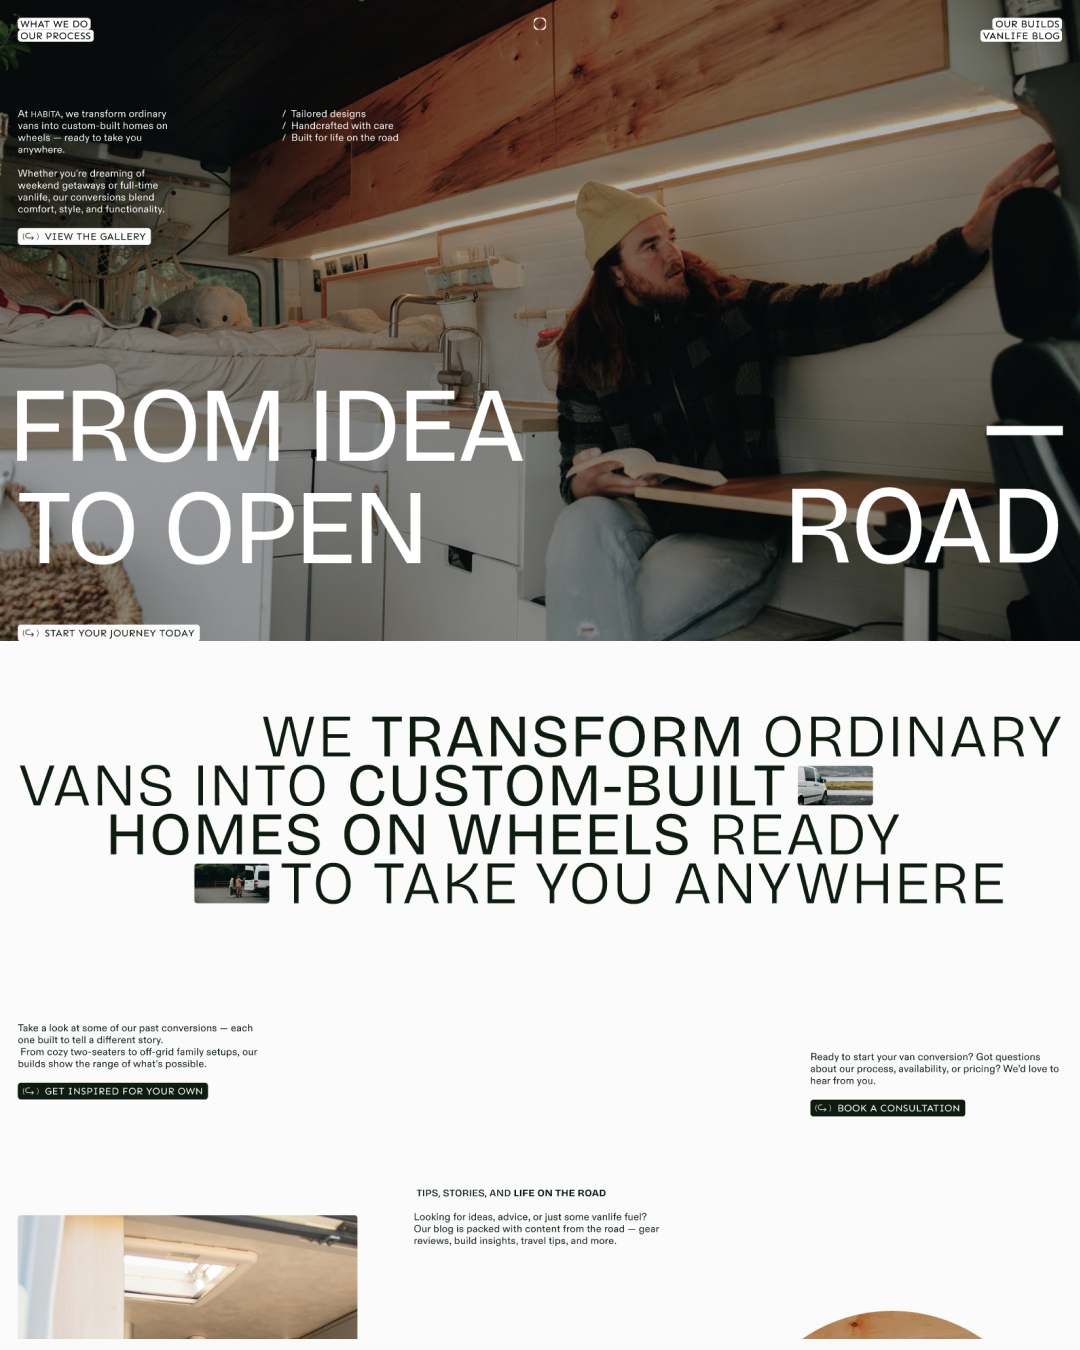 WHAT WE DO
OUR PROCESS
OUR BUILDS
VANLIFE BLOG
At HABITA, we transform ordinary
vans into custom-built homes on
wheels — ready to take you
anywhere.
Whether you're dreaming of
weekend getaways or full-time
vanlife, our conversions blend
comfort, style, and functionality.
/ Tailored designs
/ Handcrafted with care
/ Built for life on the road
(↪) VIEW THE GALLERY
FROM IDEA —
TO OPEN ROAD
(↪) START YOUR JOURNEY TODAY
WE TRANSFORM ORDINARY
VANS INTO CUSTOM-BUILT
HOMES ON WHEELS READY
TO TAKE YOU ANYWHERE
Take a look at some of our past conversions — each
one built to tell a different story.
From cozy two-seaters to off-grid family setups, our
builds show the range of what's possible.
(↪) GET INSPIRED FOR YOUR OWN
Ready to start your van conversion? Got questions
about our process, availability, or pricing? We'd love to
hear from you.
(↪) BOOK A CONSULTATION
TIPS, STORIES, AND LIFE ON THE ROAD
Looking for ideas, advice, or just some vanlife fuel?
Our blog is packed with content from the road — gear
reviews, build insights, travel tips, and more.